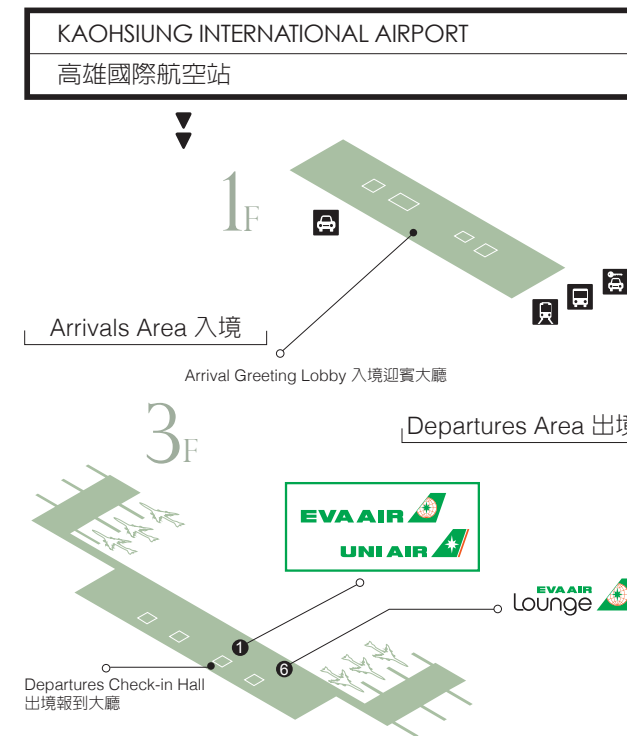 KAOHSIUNG INTERNATIONAL AIRPORT
高雄國際航空站
1F
Arrivals Area 入境
Arrival Greeting Lobby 入境迎賓大廳
3F
Departures Area 出境
EVA AIR
UNI AIR
EVA AIR
Lounge
1
6
Departures Check-in Hall
出境報到大廳